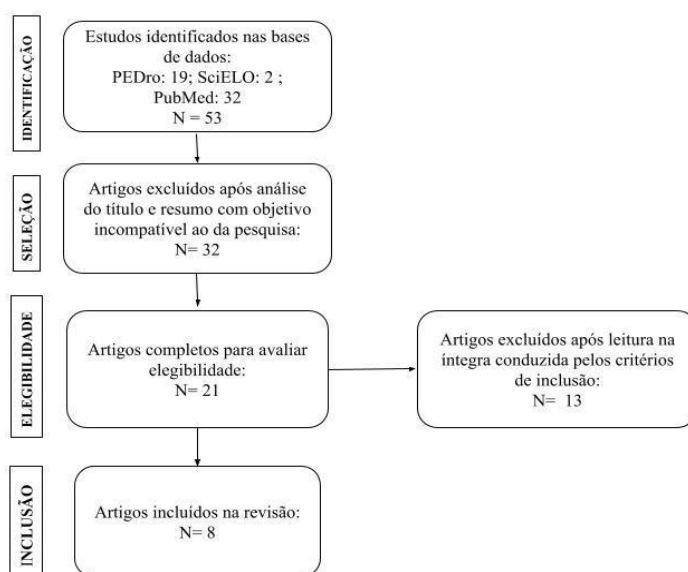 IDENTIFICAÇÃO
Estudos identificados nas bases
de dados:
PEDro: 19; SciELO: 2 ;
PubMed: 32
N = 53
SELEÇÃO
Artigos excluídos após análise
do título e resumo com objetivo
incompatível ao da pesquisa:
N= 32
ELEGIBILIDADE
Artigos completos para avaliar
elegibilidade:
N= 21
Artigos excluídos após leitura na
íntegra conduzida pelos critérios
de inclusão:
N= 13
INCLUSÃO
Artigos incluídos na revisão:
N= 8